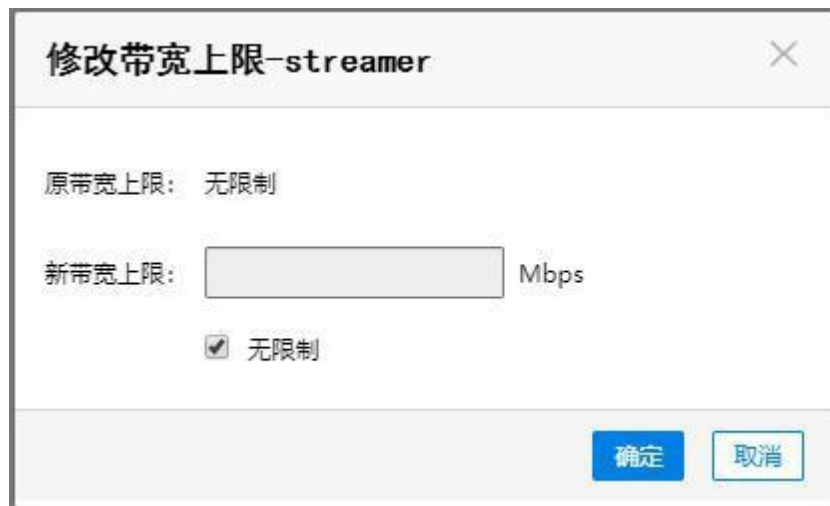 修改带宽上限-streamer
原带宽上限： 无限制
新带宽上限： Mbps
无限制
确定 取消